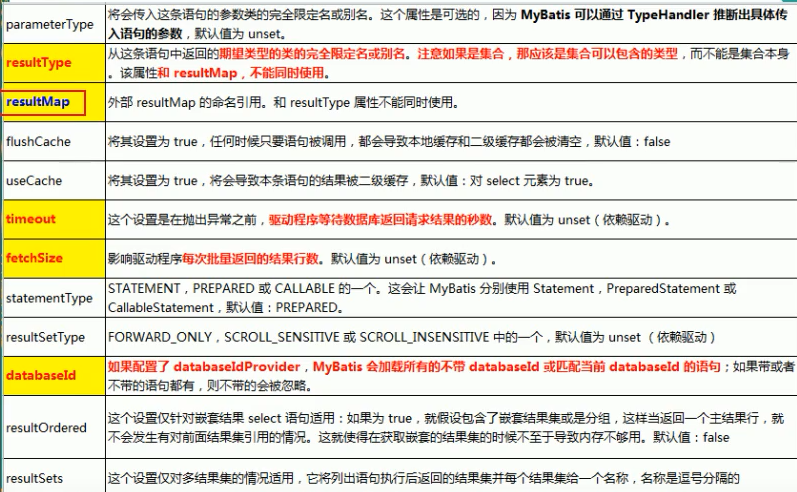 parameterType
将会传入这条语句的参数类的完全限定名或别名。这个属性是可选的，因为 MyBatis 可以通过 TypeHandler 推断出具体传
入语句的参数，默认值为 unset。
resultType
从这条语句中返回的期望类型的类的完全限定名或别名。注意如果是集合，那应该是集合可以包含的类型，而不能是集合本身
。该属性和 resultMap，不能同时使用。
resultMap
外部 resultMap 的命名引用。和 resultType 属性不能同时使用。
flushCache
将其设置为 true，任何时候只要语句被调用，都会导致本地缓存和二级缓存都会被清空，默认值：false
useCache
将其设置为 true，将会导致本条语句的结果被二级缓存，默认值：对 select 元素为 true。
timeout
这个设置是在抛出异常之前，驱动程序等待数据库返回请求结果的秒数。默认值为 unset（依赖驱动）。
fetchSize
影响驱动程序每次批量返回的结果行数。默认值为 unset（依赖驱动）。
statementType
STATEMENT，PREPARED 或 CALLABLE 的一个。这会让 MyBatis 分别使用 Statement，PreparedStatement 或
CallableStatement，默认值：PREPARED。
resultSetType
FORWARD_ONLY，SCROLL_SENSITIVE 或 SCROLL_INSENSITIVE 中的一个，默认值为 unset （依赖驱动）
databaseId
如果配置了 databaseIdProvider，MyBatis 会加载所有的不带 databaseId 或匹配当前 databaseId 的语句；如果带或者
不带的语句都有，则不带的会被忽略。
resultOrdered
这个设置仅针对嵌套结果 select 语句适用：如果为 true，就假设包含了嵌套结果集或是分组，这样当返回一个主结果行，就
不会发生有对前面结果集引用的情况。这就使得在获取嵌套的结果集的时候不至于导致内存不够用。默认值：false
resultSets
这个设置仅对多结果集的情况适用，它将列出语句执行后返回的结果集并每个结果集给一个名称，名称是逗号分隔的